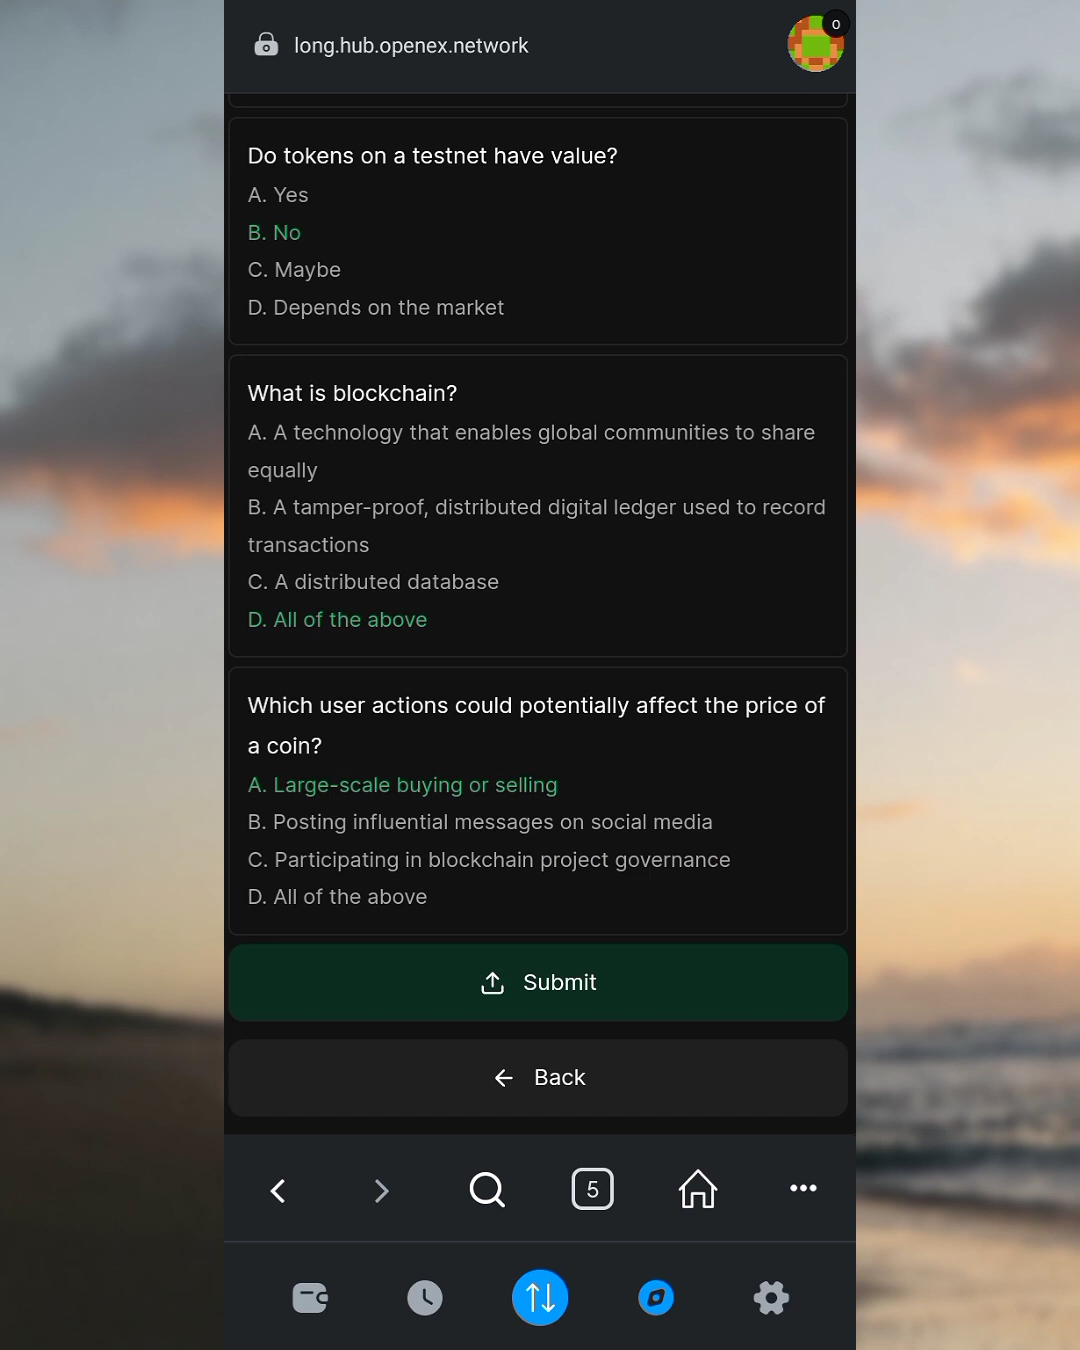 long.hub.openex.network
0
Do tokens on a testnet have value?
A. Yes
B. No
C. Maybe
D. Depends on the market
What is blockchain?
A. A technology that enables global communities to share
equally
B. A tamper-proof, distributed digital ledger used to record
transactions
C. A distributed database
D. All of the above
Which user actions could potentially affect the price of
a coin?
A. Large-scale buying or selling
B. Posting influential messages on social media
C. Participating in blockchain project governance
D. All of the above
Submit
Back
5